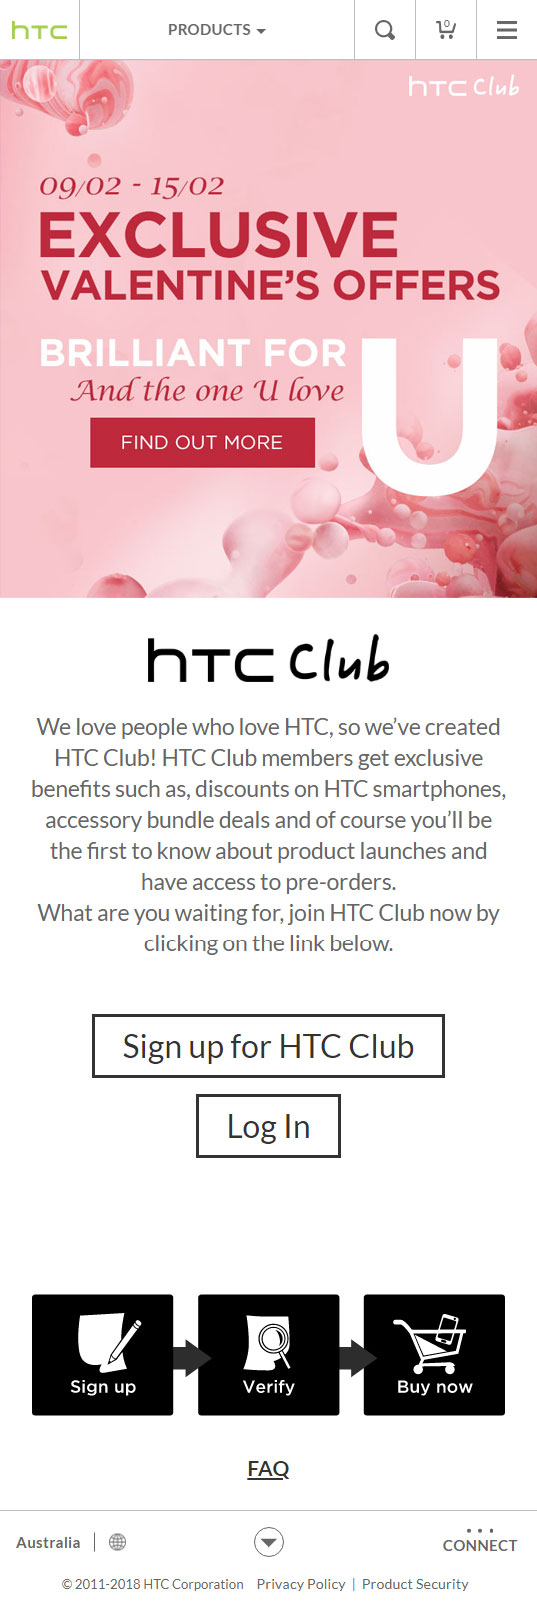 hTC
PRODUCTS
0
hTC Club
09/02 - 15/02
EXCLUSIVE
VALENTINE'S OFFERS
BRILLIANT FOR U
And the one U love
FIND OUT MORE
hTC Club
We love people who love HTC, so we've created
HTC Club! HTC Club members get exclusive
benefits such as, discounts on HTC smartphones,
accessory bundle deals and of course you'll be
the first to know about product launches and
have access to pre-orders.
What are you waiting for, join HTC Club now by
clicking on the link below.
Sign up for HTC Club
Log In
Sign up
Verify
Buy now
FAQ
Australia
CONNECT
© 2011-2018 HTC Corporation Privacy Policy | Product Security